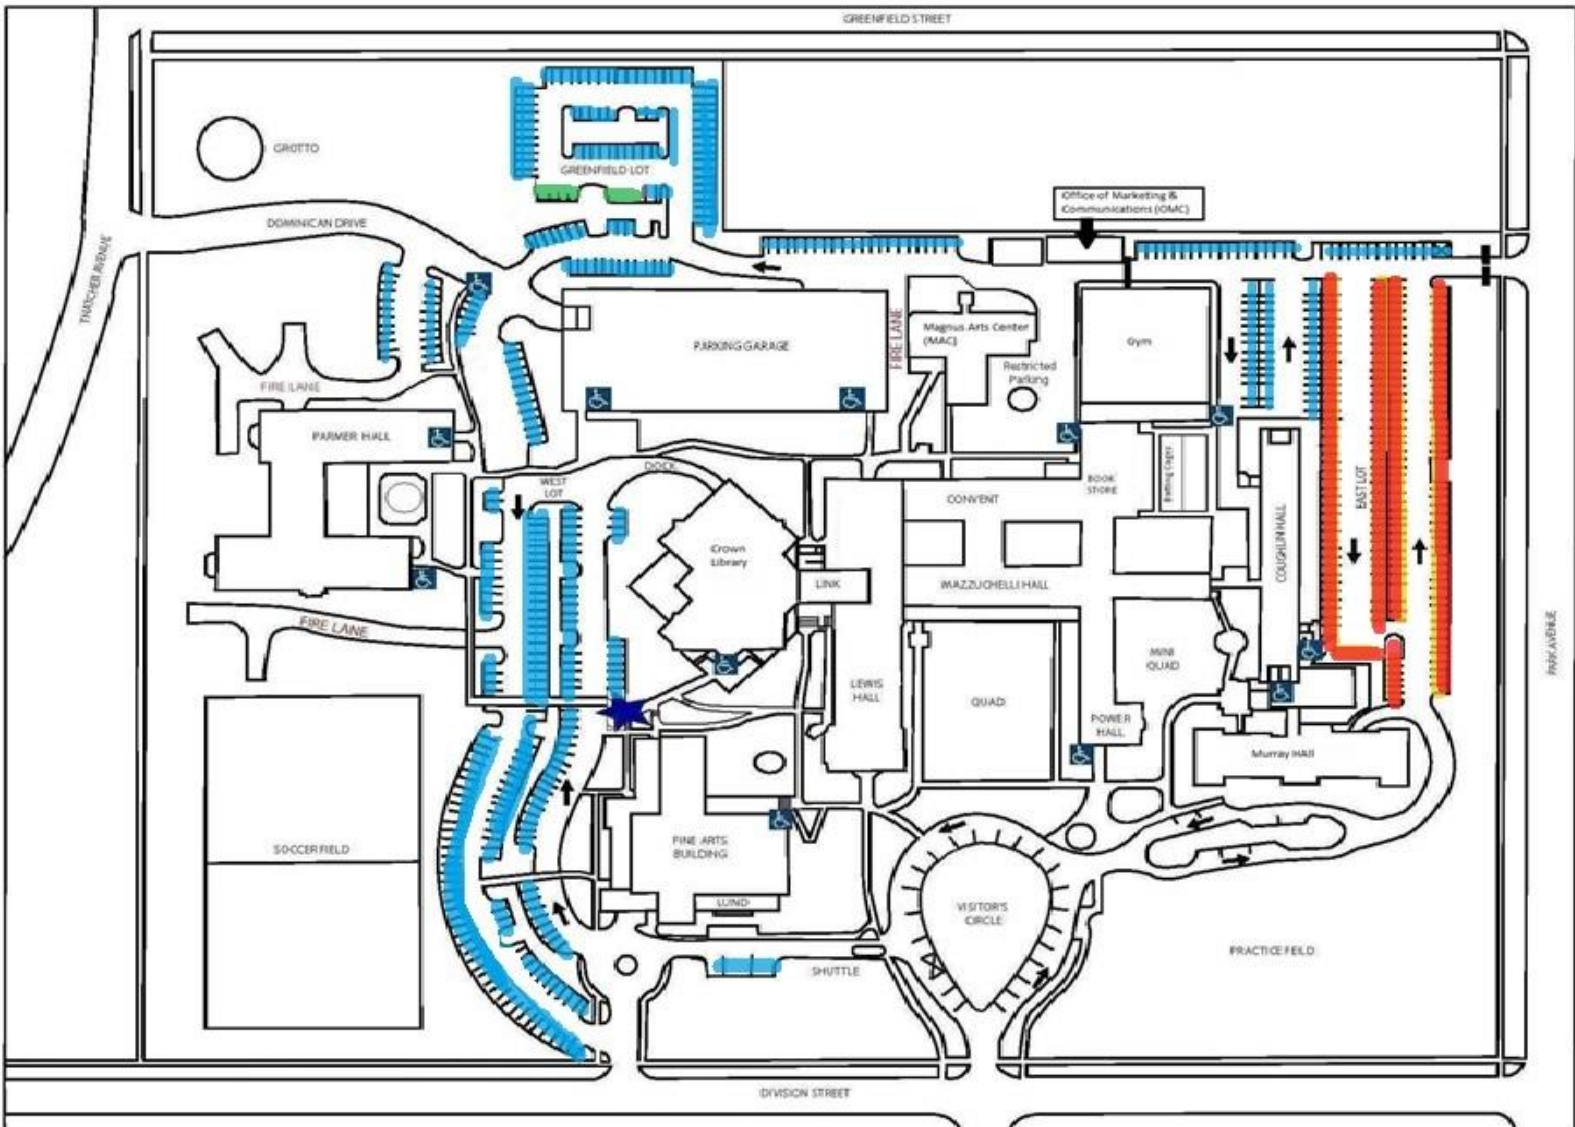 GREENFIELD STREET
GROTTO
GREENFIELD LOT
Office of Marketing &
Communications (OMC)
DOMINICAN DRIVE
THATCHER AVENUE
PARKING GARAGE
FIRE LANE
Magnus Arts Center
(MAC)
Restricted
Parking
Gym
FIRE LANE
PARMER HALL
DOCK
WEST
LOT
CONVENT
BOOK
STORE
Batting Cages
EAST LOT
COUGHLIN HALL
Crown
Library
LINK
MAZZUCHELLI HALL
FIRE LANE
MINI
QUAD
PARK AVENUE
LEWIS
HALL
QUAD
POWER
HALL
Murray Hall
SOCCER FIELD
FINE ARTS
BUILDING
LUND
VISITOR'S
CIRCLE
PRACTICE FEILD
SHUTTLE
DIVISION STREET